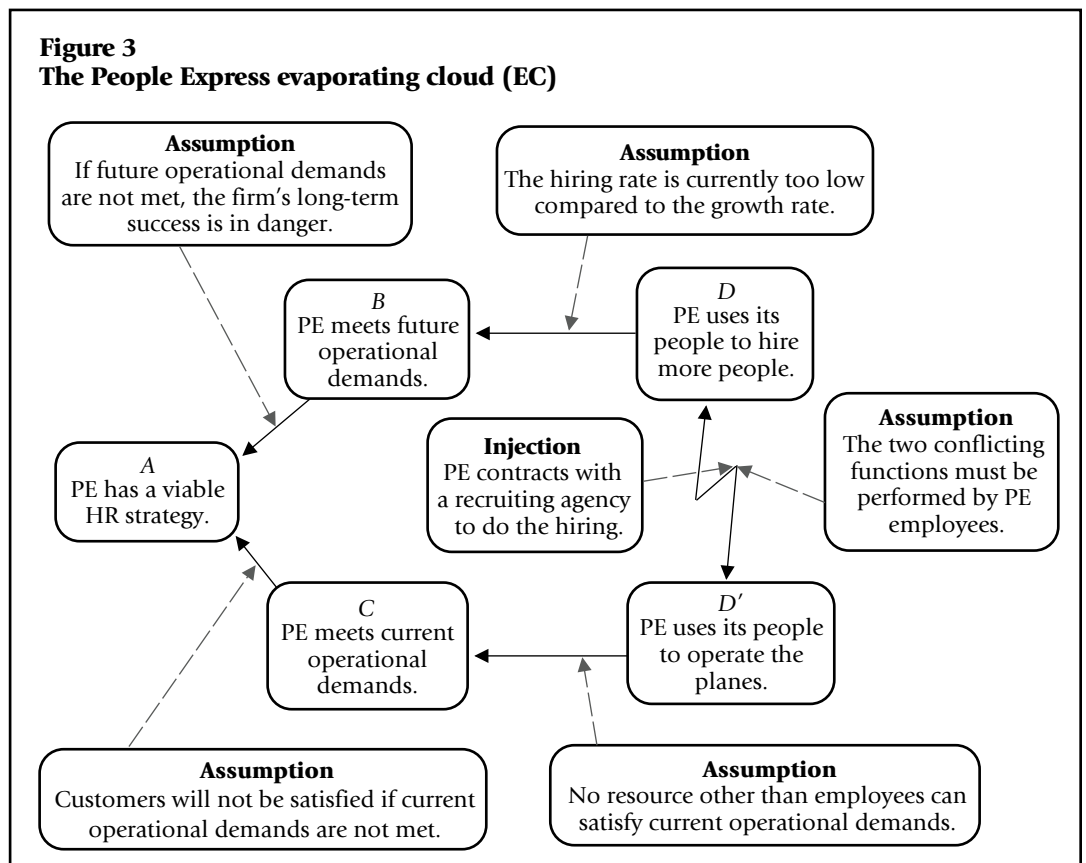 Figure 3
The People Express evaporating cloud (EC)
Assumption
If future operational demands
are not met, the firm's long-term
success is in danger.
Assumption
The hiring rate is currently too low
compared to the growth rate.
B
PE meets future
operational
demands.
D
PE uses its
people to hire
more people.
A
PE has a viable
HR strategy.
Injection
PE contracts with
a recruiting agency
to do the hiring.
Assumption
The two conflicting
functions must be
performed by PE
employees.
C
PE meets current
operational
demands.
D'
PE uses its people
to operate the
planes.
Assumption
Customers will not be satisfied if current
operational demands are not met.
Assumption
No resource other than employees can
satisfy current operational demands.